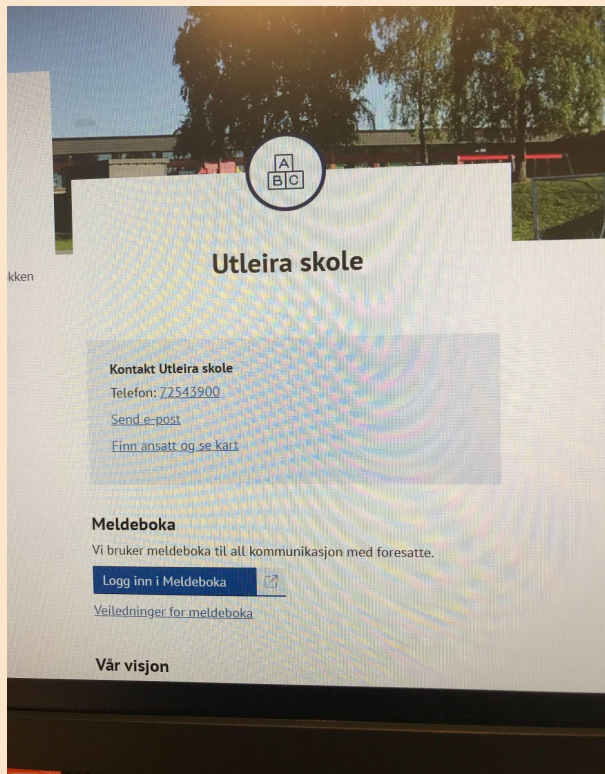 A
BC
Utleira skole
kken
Kontakt Utleira skole
Telefon: 72543900
Send e-post
Finn ansatt og se kart
Meldeboka
Vi bruker meldeboka til all kommunikasjon med foresatte.
Logg inn i Meldeboka
Veiledninger for meldeboka
Vår visjon